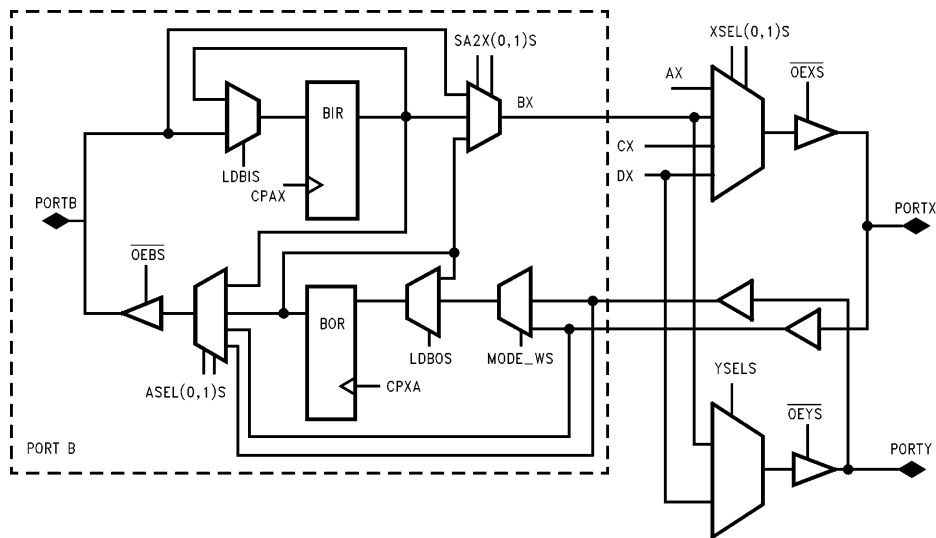 XSEL(0,1)S
SA2X(0,1)S
AX
OEXS
BX
BIR
CX
LDBIS
DX
CPAX
PORTB
PORTX
OEBS
BOR
LDBOS
MODE_WS
YSELS
CPXA
ASEL(0,1)S
OEYS
PORT B
PORTY